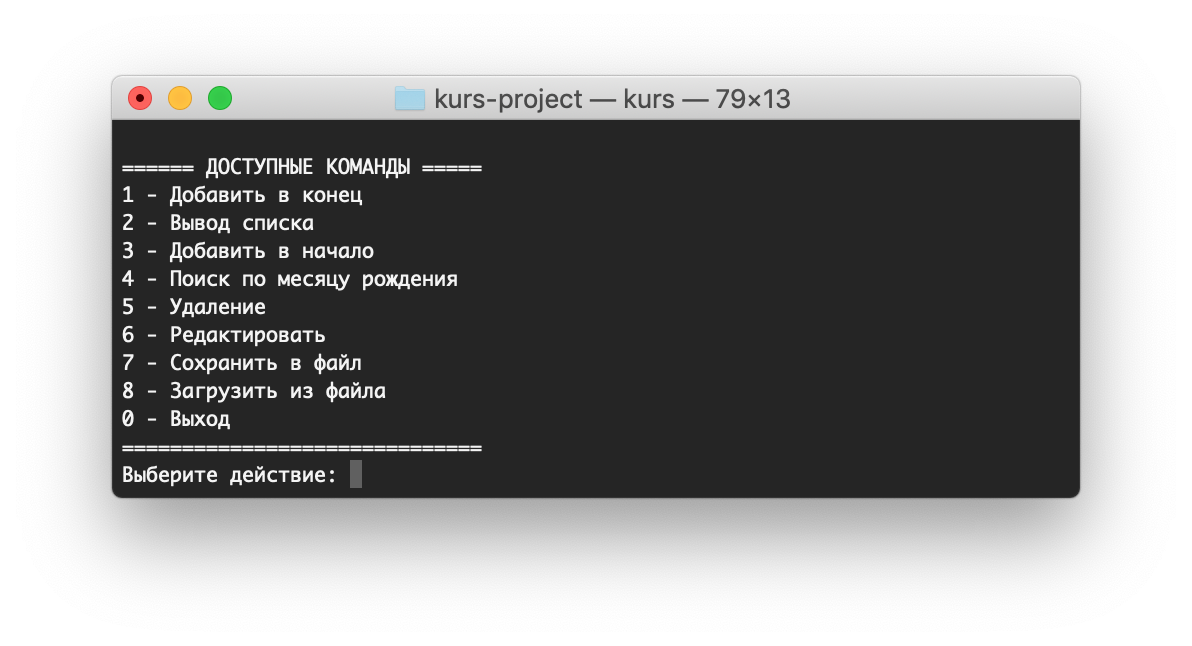 kurs-project — kurs — 79×13
====== ДОСТУПНЫЕ КОМАНДЫ =====
1 - Добавить в конец
2 - Вывод списка
3 - Добавить в начало
4 - Поиск по месяцу рождения
5 - Удаление
6 - Редактировать
7 - Сохранить в файл
8 - Загрузить из файла
0 - Выход
==============================
Выберите действие: